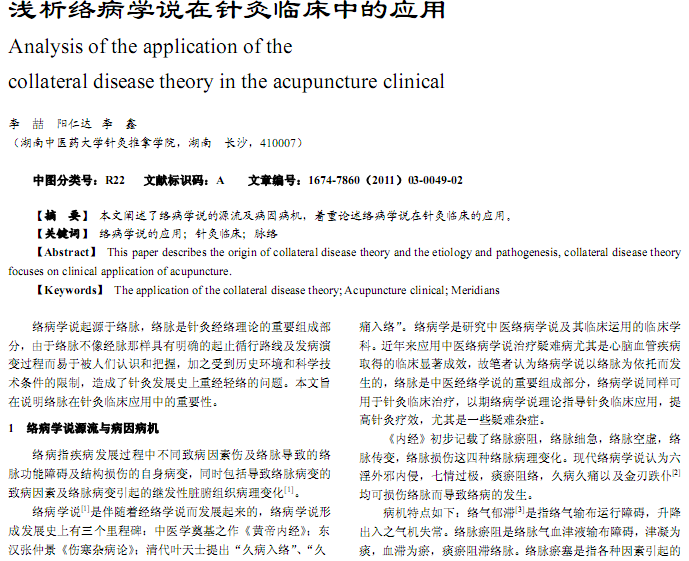 浅析络病学说在针灸临床中的应用
Analysis of the application of the
collateral disease theory in the acupuncture clinical
李　喆　阳仁达　李　鑫
（湖南中医药大学针灸推拿学院，湖南　长沙，410007）
中图分类号：R22　文献标识码：A　文章编号：1674-7860（2011）03-0049-02
【摘　要】 本文阐述了络病学说的源流及病因病机，着重论述络病学说在针灸临床的应用。
【关键词】 络病学说的应用；针灸临床；脉络
【Abstract】 This paper describes the origin of collateral disease theory and the etiology and pathogenesis, collateral disease theory
focuses on clinical application of acupuncture.
【Keywords】 The application of the collateral disease theory; Acupuncture clinical; Meridians
络病学说起源于络脉，络脉是针灸经络理论的重要组成部
分，由于络脉不像经脉那样具有明确的起止循行路线及发病演
变过程而易于被人们认识和把握，加之受到历史环境和科学技
术条件的限制，造成了针灸发展史上重经轻络的问题。本文旨
在说明络脉在针灸临床应用中的重要性。
1　络病学说源流与病因病机
络病指疾病发展过程中不同致病因素伤及络脉导致的络
脉功能障碍及结构损伤的自身病变，同时包括导致络脉病变的
致病因素及络脉病变引起的继发性脏腑组织病理变化[1]。
络病学说[1]是伴随着经络学说而发展起来的，络病学说形
成发展史上有三个里程碑：中医学奠基之作《黄帝内经》；东
汉张仲景《伤寒杂病论》；清代叶天士提出“久病入络”、“久
痛入络”。络病学是研究中医络病学说及其临床运用的临床学
科。近年来应用中医络病学说治疗疑难病尤其是心脑血管疾病
取得的临床显著成效，故笔者认为络病学说以络脉为依托而发
生的，络脉是中医经络学说的重要组成部分，络病学说同样可
用于针灸临床治疗，以期络病学说理论指导针灸临床应用，提
高针灸疗效，尤其是一些疑难杂症。
《内经》初步记载了络脉瘀阻，络脉绌急，络脉空虚，络
脉传变，络脉损伤这四种络脉病理变化。现代络病学说认为六
淫外邪内侵，七情过极，痰瘀阻络，久病久痛以及金刃跌仆[2]
均可损伤络脉而导致络病的发生。
病机特点如下：络气郁滞[3]是指络气输布运行障碍，升降
出入之气机失常。络脉瘀阻是络脉气血津液输布障碍，津凝为
痰，血滞为瘀，痰瘀阻滞络脉。络脉瘀塞是指各种因素引起的